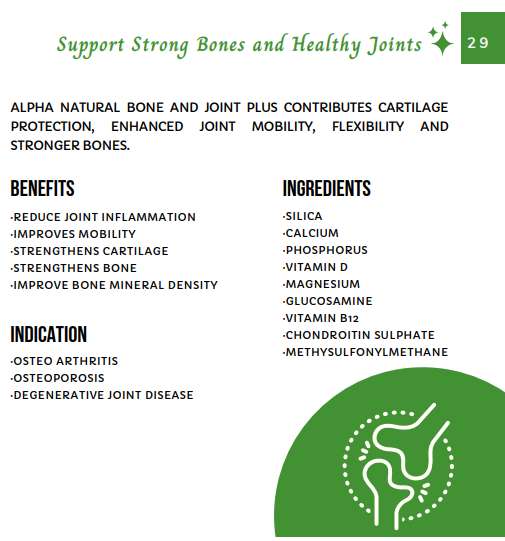 Support Strong Bones and Healthy Joints
29
ALPHA NATURAL BONE AND JOINT PLUS CONTRIBUTES CARTILAGE
PROTECTION, ENHANCED JOINT MOBILITY, FLEXIBILITY AND
STRONGER BONES.
BENEFITS
·REDUCE JOINT INFLAMMATION
·IMPROVES MOBILITY
·STRENGTHENS CARTILAGE
·STRENGTHENS BONE
·IMPROVE BONE MINERAL DENSITY
INDICATION
·OSTEO ARTHRITIS
·OSTEOPOROSIS
·DEGENERATIVE JOINT DISEASE
INGREDIENTS
·SILICA
·CALCIUM
·PHOSPHORUS
·VITAMIN D
·MAGNESIUM
·GLUCOSAMINE
·VITAMIN B12
·CHONDROITIN SULPHATE
·METHYSULFONYLMETHANE